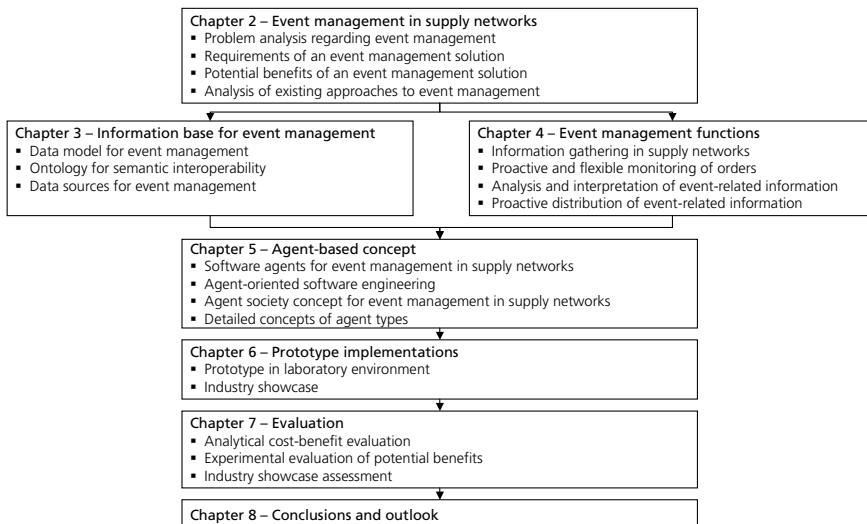 Chapter 2 – Event management in supply networks
▪ Problem analysis regarding event management
▪ Requirements of an event management solution
▪ Potential benefits of an event management solution
▪ Analysis of existing approaches to event management
Chapter 3 – Information base for event management
▪ Data model for event management
▪ Ontology for semantic interoperability
▪ Data sources for event management
Chapter 4 – Event management functions
▪ Information gathering in supply networks
▪ Proactive and flexible monitoring of orders
▪ Analysis and interpretation of event-related information
▪ Proactive distribution of event-related information
Chapter 5 – Agent-based concept
▪ Software agents for event management in supply networks
▪ Agent-oriented software engineering
▪ Agent society concept for event management in supply networks
▪ Detailed concepts of agent types
Chapter 6 – Prototype implementations
▪ Prototype in laboratory environment
▪ Industry showcase
Chapter 7 – Evaluation
▪ Analytical cost-benefit evaluation
▪ Experimental evaluation of potential benefits
▪ Industry showcase assessment
Chapter 8 – Conclusions and outlook